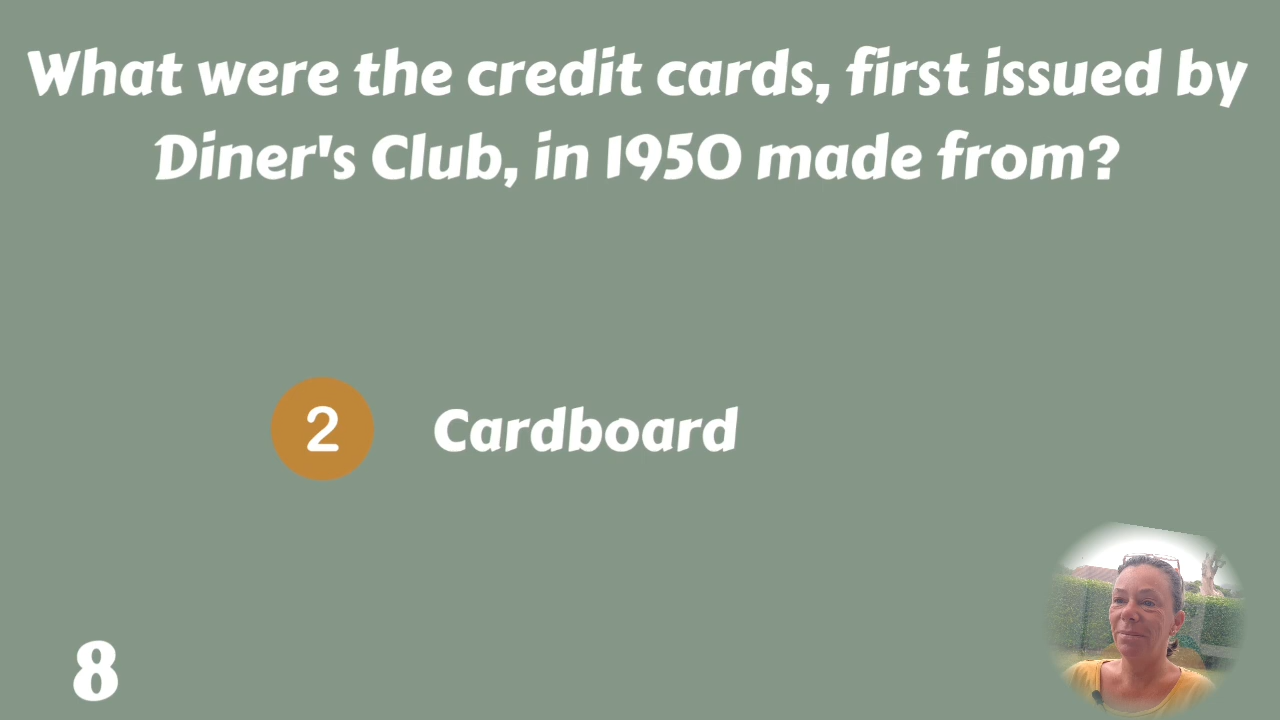 What were the credit cards, first issued by
Diner's Club, in 1950 made from?
2 Cardboard
8